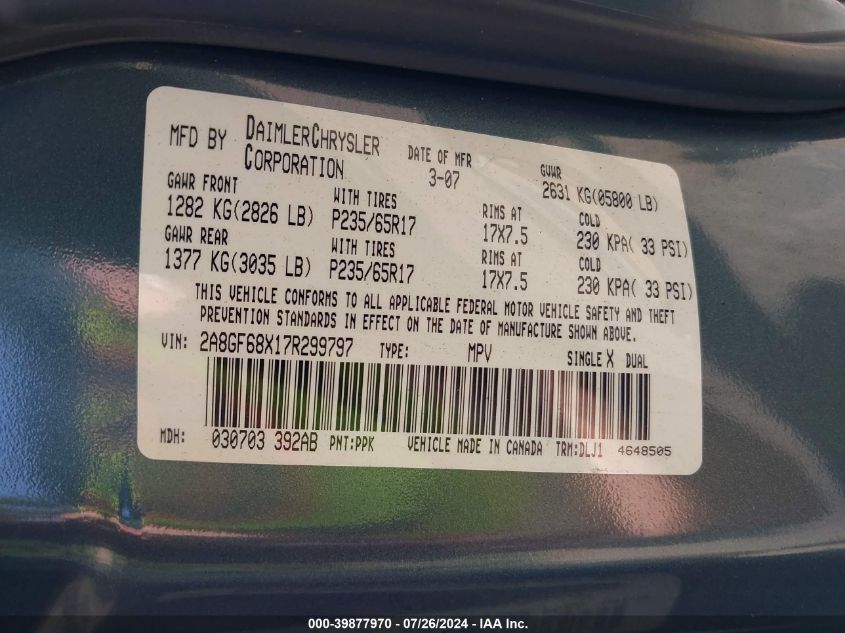 MFD BY DAIMLERCHRYSLER CORPORATION DATE OF MFR 3-07 GVWR 2631 KG(05800 LB)
GAWR FRONT WITH TIRES RIMS AT COLD
1282 KG(2826 LB) P235/65R17 17X7.5 230 KPA( 33 PSI)
GAWR REAR WITH TIRES RIMS AT COLD
1377 KG(3035 LB) P235/65R17 17X7.5 230 KPA( 33 PSI)
THIS VEHICLE CONFORMS TO ALL APPLICABLE FEDERAL MOTOR VEHICLE SAFETY AND THEFT
PREVENTION STANDARDS IN EFFECT ON THE DATE OF MANUFACTURE SHOWN ABOVE.
VIN: 2A8GF68X17R299797 TYPE: MPV SINGLE X DUAL
MDH: 030703 392AB PNT:PPK VEHICLE MADE IN CANADA TRM:DLJ1 4648505
000-39877970 / 07/26/2024 / IAA Inc.